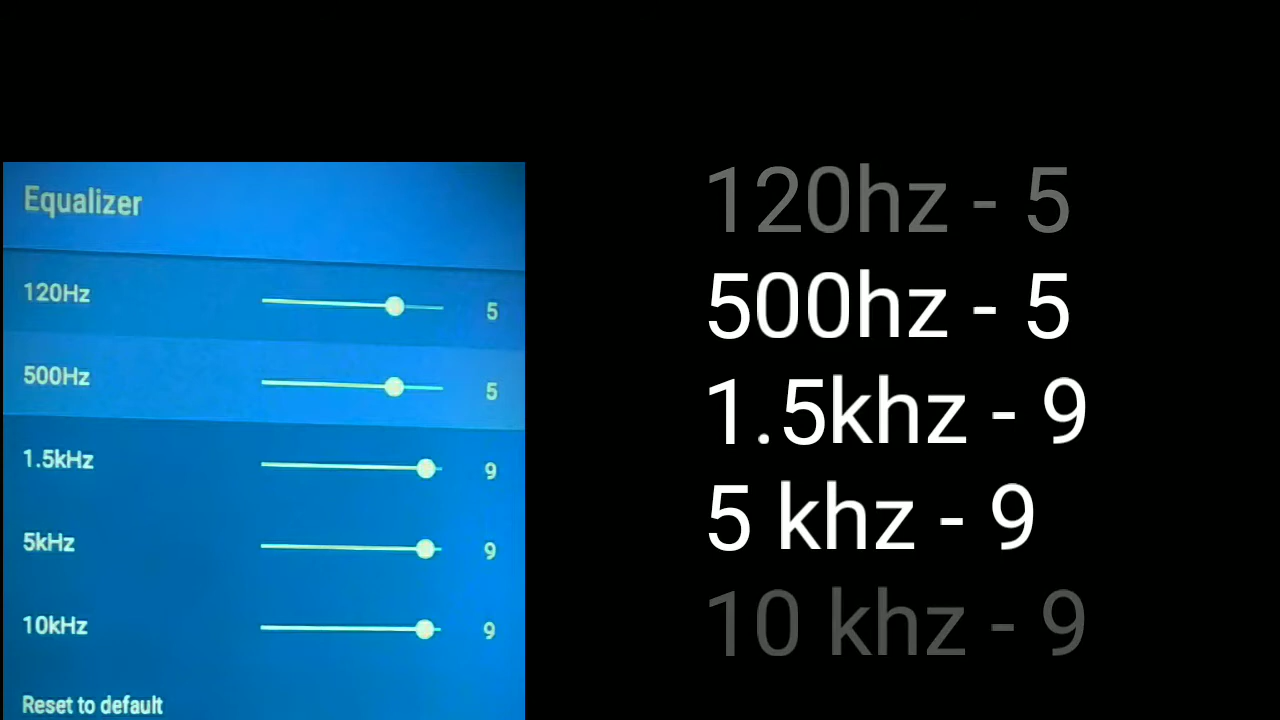 Equalizer
120Hz 5
500Hz 5
1.5kHz 9
5kHz 9
10kHz 9
Reset to default
120hz - 5
500hz - 5
1.5khz - 9
5 khz - 9
10 khz - 9